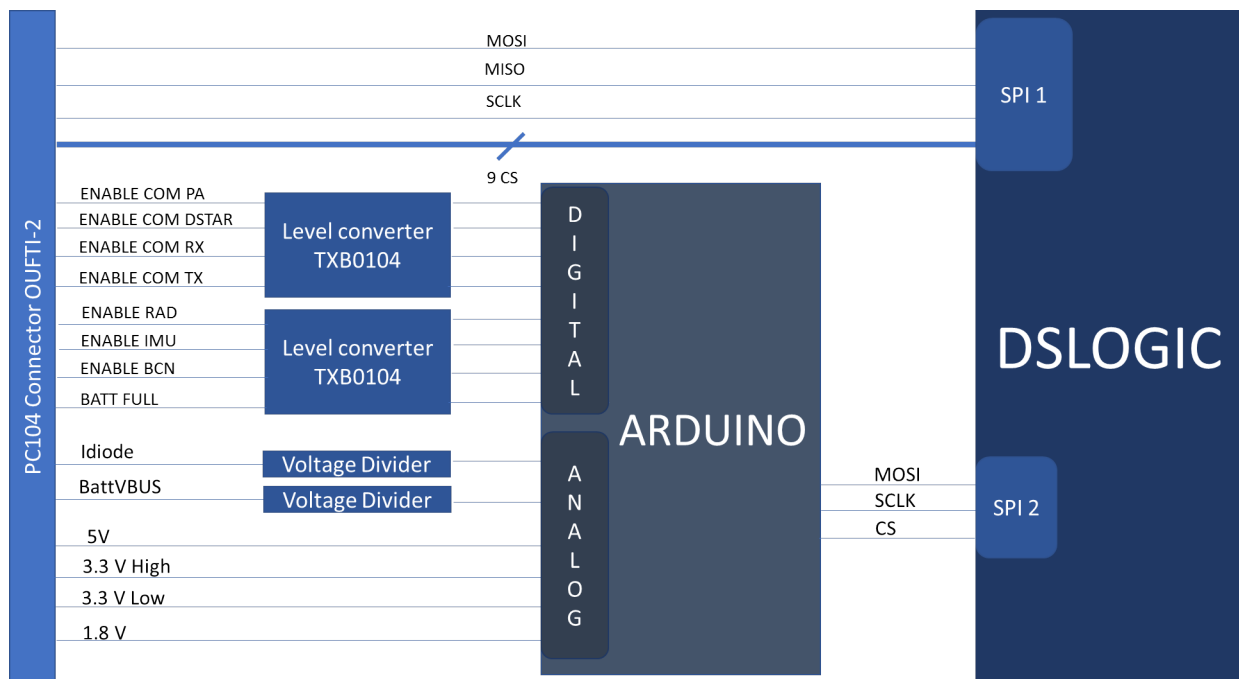 MOSI
MISO
SCLK
9 CS
SPI 1
PC104 Connector OUFTI-2
ENABLE COM PA
ENABLE COM DSTAR
ENABLE COM RX
ENABLE COM TX
Level converter
TXB0104
ENABLE RAD
ENABLE IMU
ENABLE BCN
BATT FULL
Level converter
TXB0104
Idiode
Voltage Divider
BattVBUS
Voltage Divider
5V
3.3 V High
3.3 V Low
1.8 V
DIGITAL
ANALOG
ARDUINO
MOSI
SCLK
CS
SPI 2
DSLOGIC